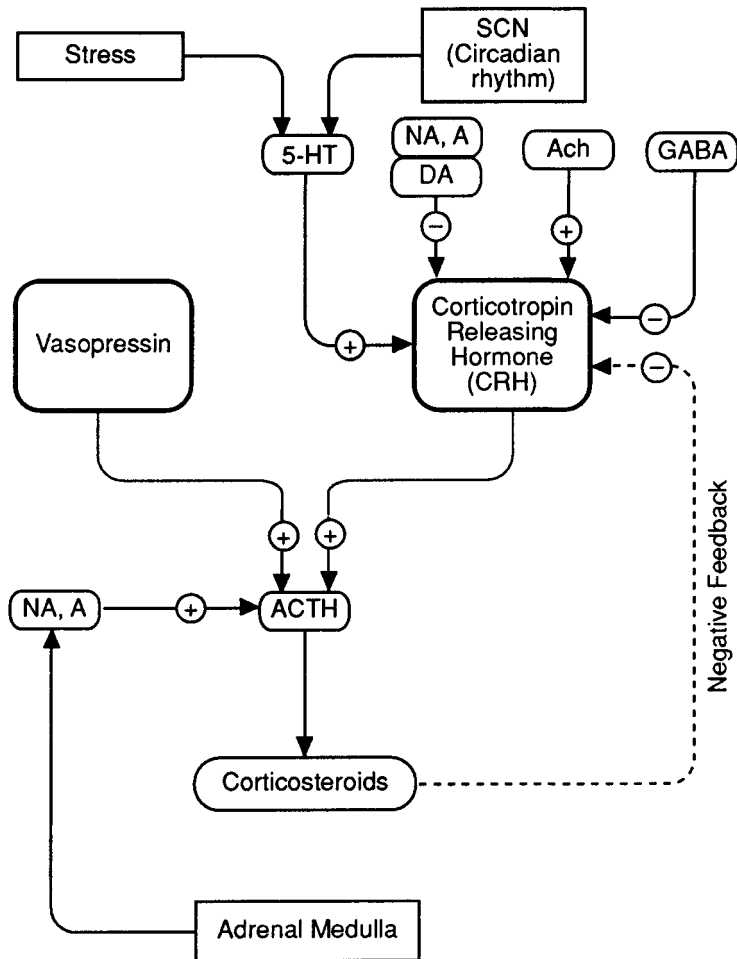 Stress
SCN
(Circadian
rhythm)
5-HT
NA, A
DA
Ach
GABA
−
+
Vasopressin
Corticotropin
Releasing
Hormone
(CRH)
−
+
−
+
+
NA, A
+
ACTH
Negative Feedback
Corticosteroids
Adrenal Medulla